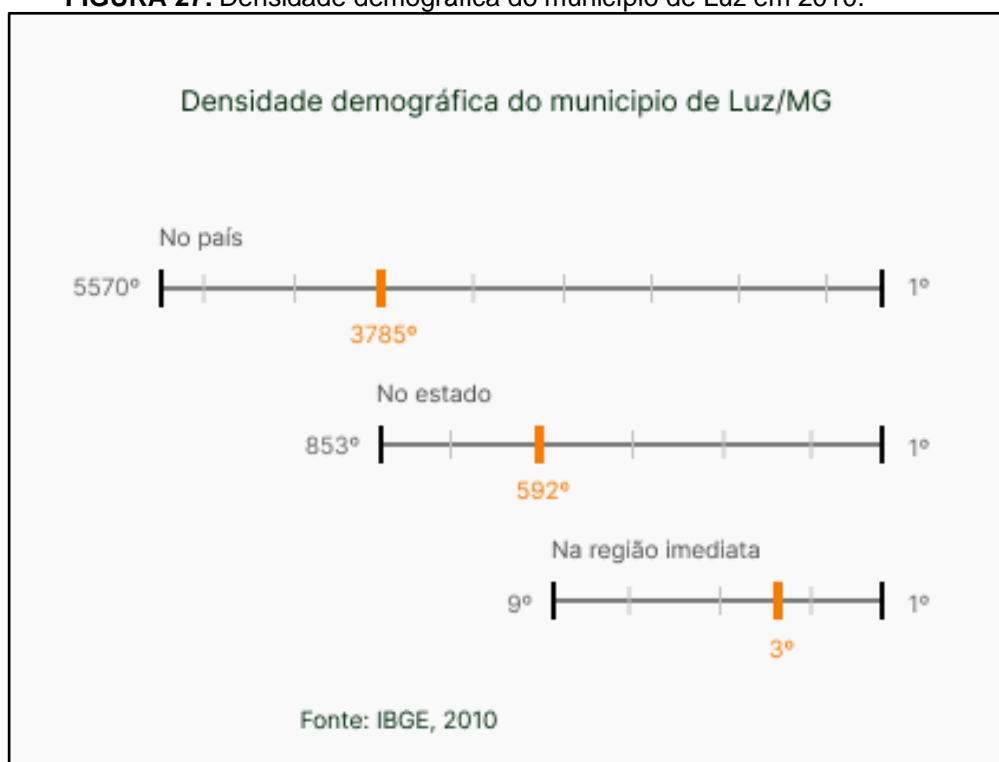 FIGURA 27: Densidade demográfica do município de Luz em 2010.
Densidade demográfica do municipio de Luz/MG
No país
5570º 1º
3785º
No estado
853º 1º
592º
Na região imediata
9º 1º
3º
Fonte: IBGE, 2010